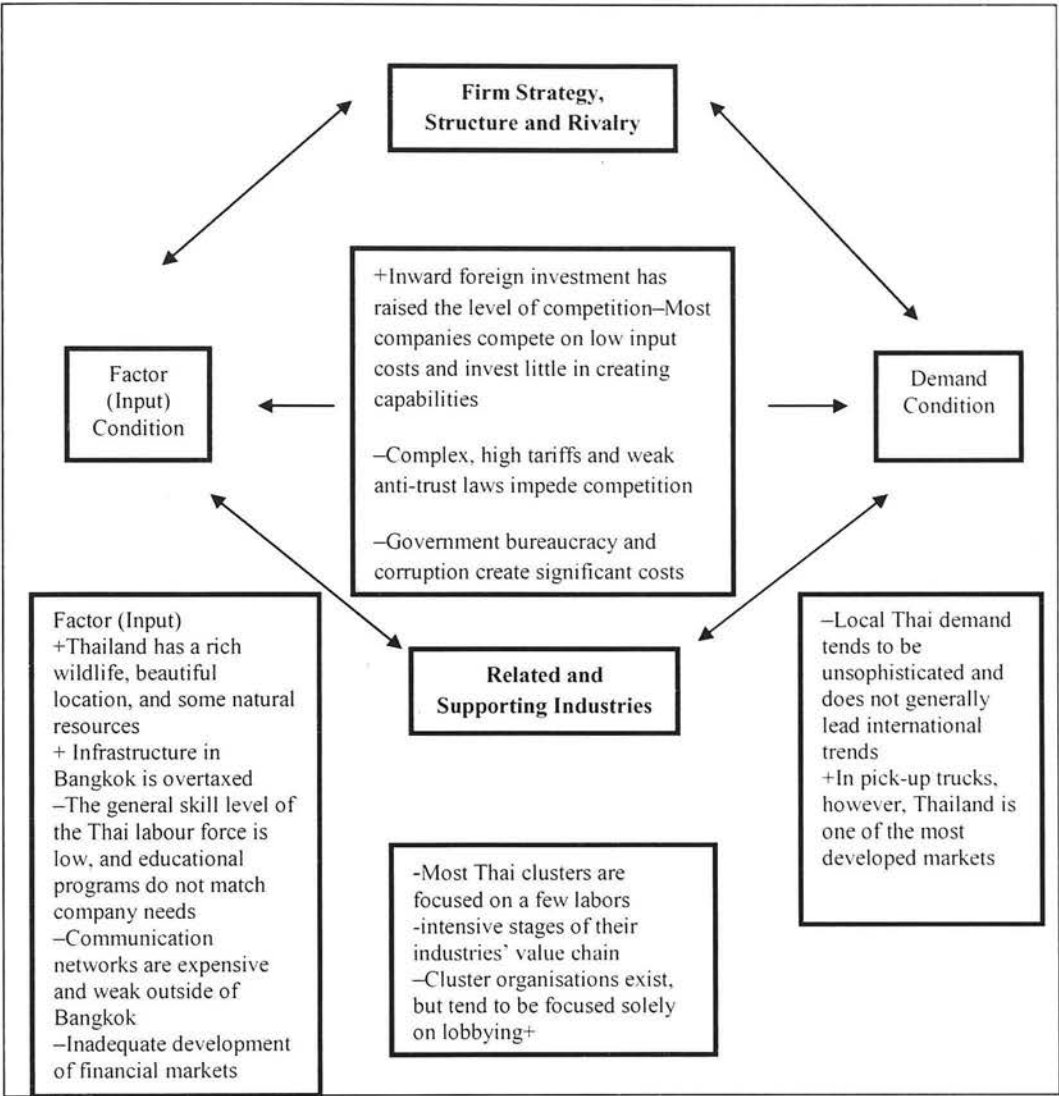 Firm Strategy,
Structure and Rivalry
+Inward foreign investment has
raised the level of competition–Most
companies compete on low input
costs and invest little in creating
capabilities
–Complex, high tariffs and weak
anti-trust laws impede competition
–Government bureaucracy and
corruption create significant costs
Factor
(Input)
Condition
Demand
Condition
Factor (Input)
+Thailand has a rich
wildlife, beautiful
location, and some natural
resources
+ Infrastructure in
Bangkok is overtaxed
–The general skill level of
the Thai labour force is
low, and educational
programs do not match
company needs
–Communication
networks are expensive
and weak outside of
Bangkok
–Inadequate development
of financial markets
Related and
Supporting Industries
-Most Thai clusters are
focused on a few labors
-intensive stages of their
industries' value chain
–Cluster organisations exist,
but tend to be focused solely
on lobbying+
–Local Thai demand
tends to be
unsophisticated and
does not generally
lead international
trends
+In pick-up trucks,
however, Thailand is
one of the most
developed markets